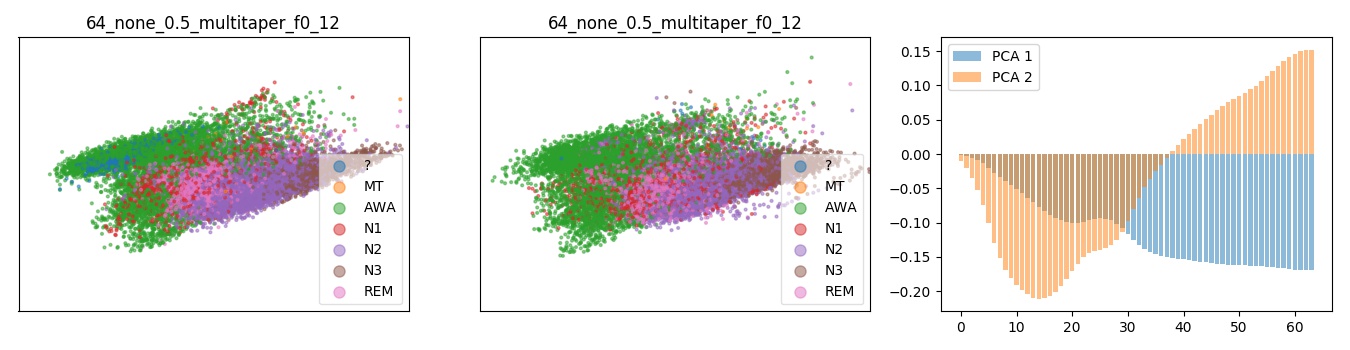 64_none_0.5_multitaper_f0_12
?
MT
AWA
N1
N2
N3
REM
64_none_0.5_multitaper_f0_12
?
MT
AWA
N1
N2
N3
REM
PCA 1
PCA 2
0.15
0.10
0.05
0.00
−0.05
−0.10
−0.15
−0.20
0 10 20 30 40 50 60